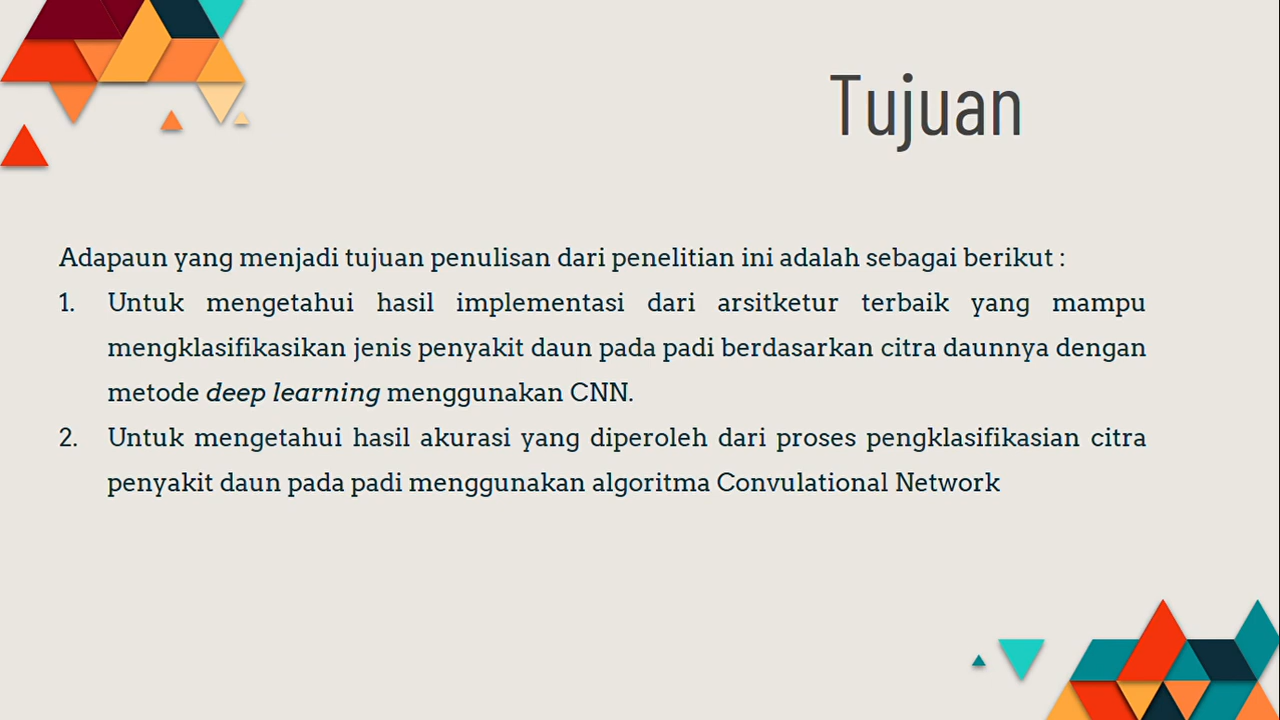 Tujuan
Adapaun yang menjadi tujuan penulisan dari penelitian ini adalah sebagai berikut :
1. Untuk mengetahui hasil implementasi dari arsitketur terbaik yang mampu
mengklasifikasikan jenis penyakit daun pada padi berdasarkan citra daunnya dengan
metode deep learning menggunakan CNN.
2. Untuk mengetahui hasil akurasi yang diperoleh dari proses pengklasifikasian citra
penyakit daun pada padi menggunakan algoritma Convulational Network